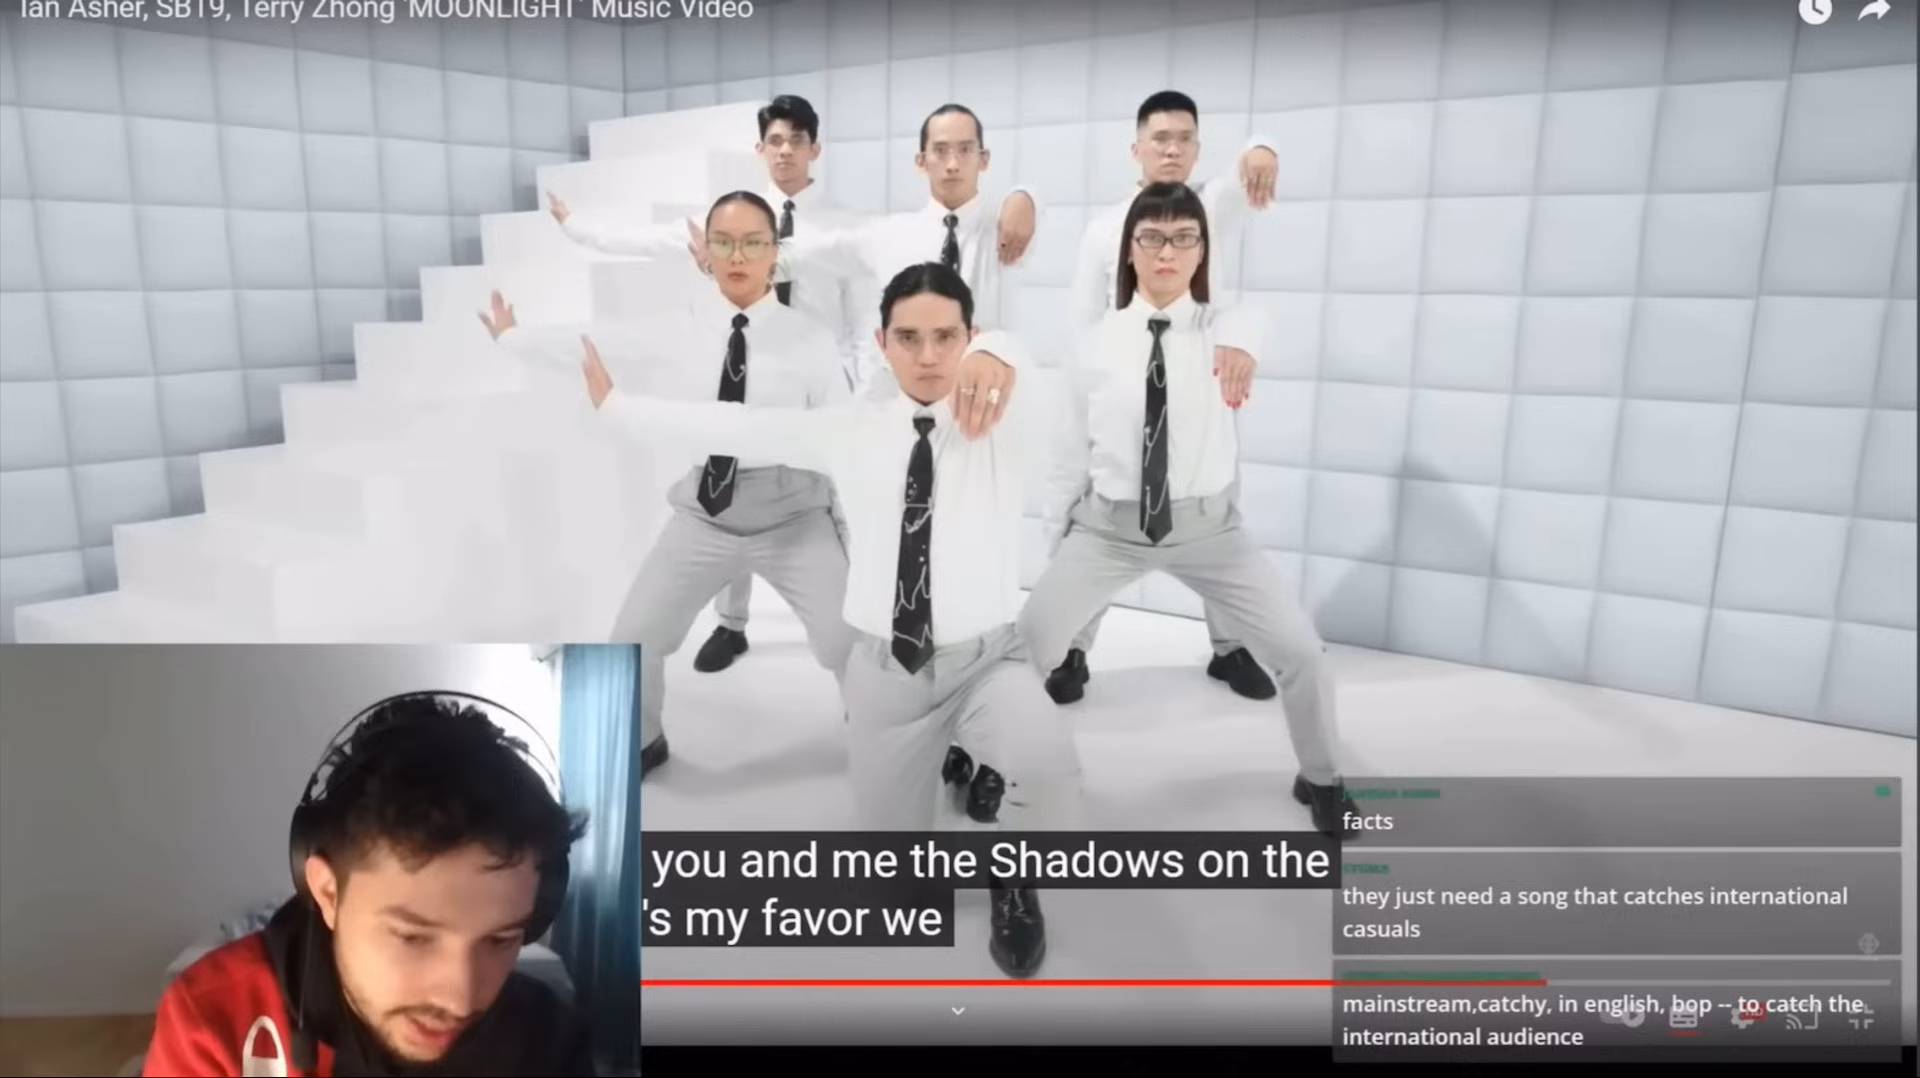 Ian Asher, SB19, Terry Zhong 'MOONLIGHT' Music Video
you and me the Shadows on the
's my favor we
facts
they just need a song that catches international
casuals
mainstream,catchy, in english, bop -- to catch the
international audience